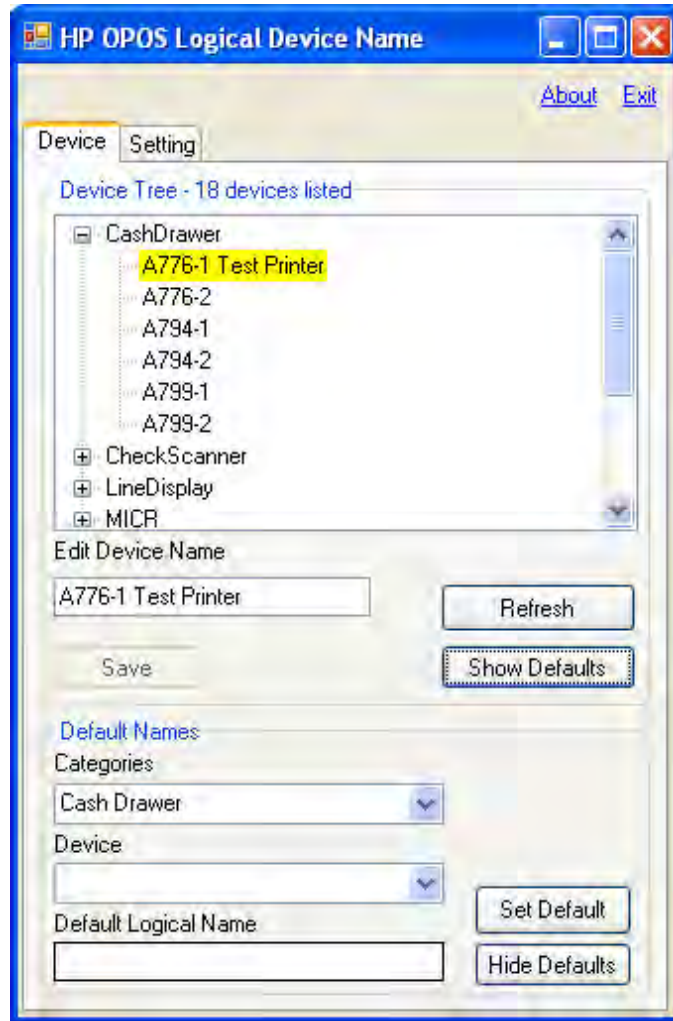 HP OPOS Logical Device Name
About Exit
Device Setting
Device Tree - 18 devices listed
CashDrawer
A776-1 Test Printer
A776-2
A794-1
A794-2
A799-1
A799-2
CheckScanner
LineDisplay
MICR
Edit Device Name
A776-1 Test Printer
Refresh
Save
Show Defaults
Default Names
Categories
Cash Drawer
Device
Set Default
Default Logical Name
Hide Defaults